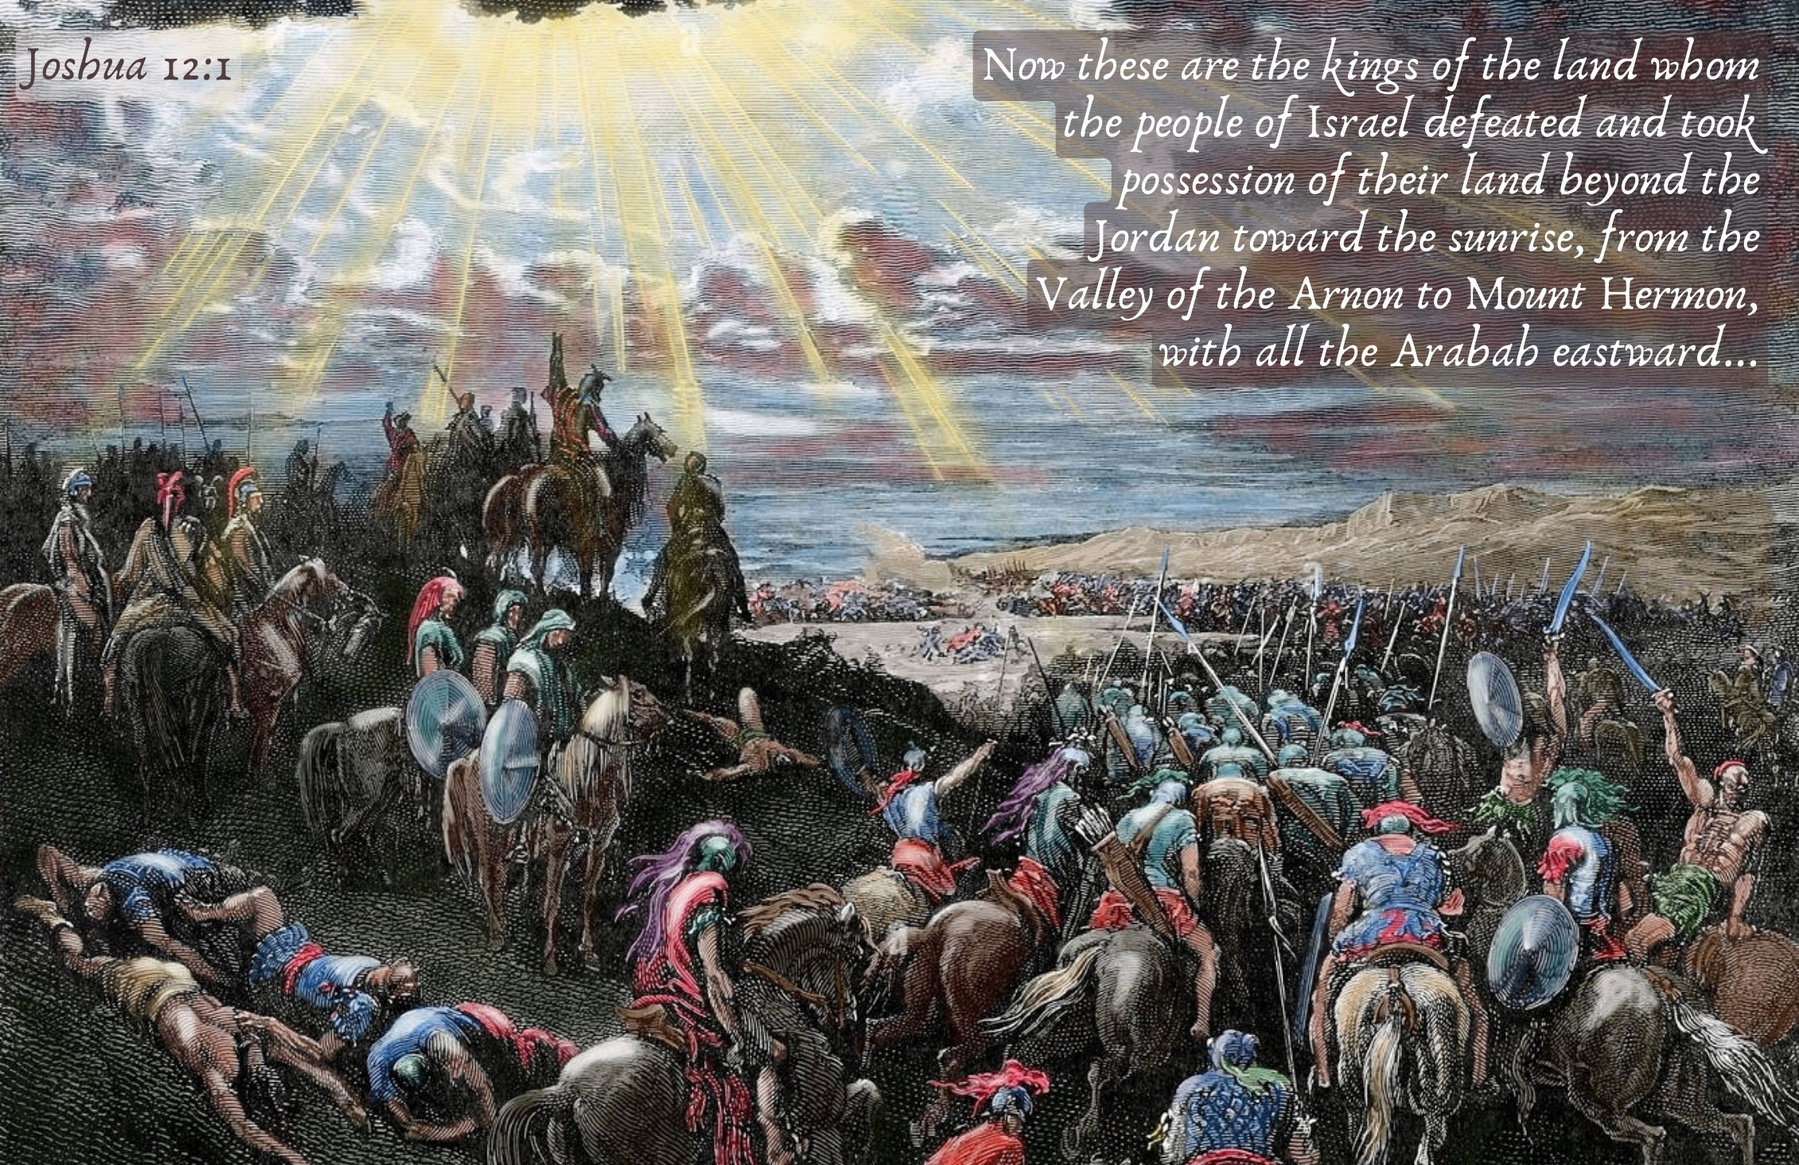 Joshua 12:1
Now these are the kings of the land whom
the people of Israel defeated and took
possession of their land beyond the
Jordan toward the sunrise, from the
Valley of the Arnon to Mount Hermon,
with all the Arabah eastward...